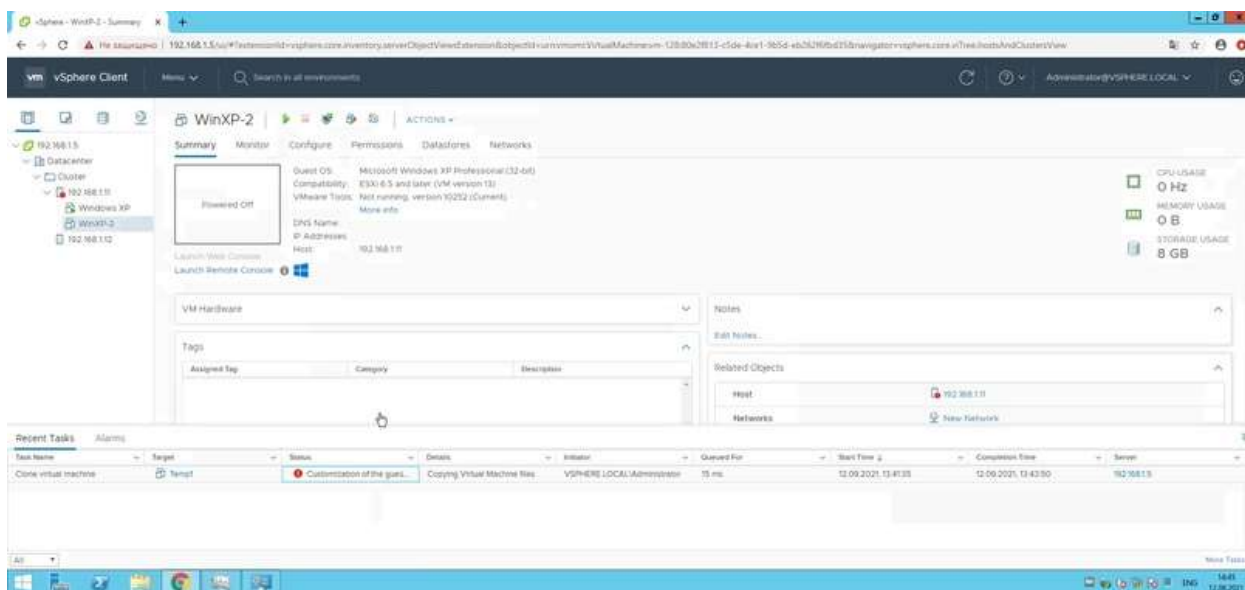 vSphere - WinXP-2 - Summary
Не защищено 192.168.1.5/ui/#?extensionId=vsphere.core.inventory.serverObjectViewsExtension&objectId=urn:vmomi:VirtualMachine:vm-128:80e2f813-c5de-4ce1-9b5d-
vm vSphere Client Menu Search in all environments Administrator@VSPHERE.LOCAL
WinXP-2 ACTIONS
Summary Monitor Configure Permissions Datastores Networks
192.168.1.5
Datacenter
Cluster
192.168.1.11
Windows XP
WinXP-2
192.168.1.12
Powered Off
Launch Web Console
Launch Remote Console
Guest OS: Microsoft Windows XP Professional (32-bit)
Compatibility: ESXi 6.5 and later (VM version 13)
VMware Tools: Not running, version:10252 (Current)
More info
DNS Name:
IP Addresses:
Host: 192.168.1.11
CPU USAGE
0 Hz
MEMORY USAGE
0 B
STORAGE USAGE
8 GB
VM Hardware
Tags
Assigned Tag Category Description
Notes
Edit Notes...
Related Objects
Host 192.168.1.11
Networks New Network
Recent Tasks Alarms
Task Name Target Status Details Initiator Queued For Start Time Completion Time Server
Clone virtual machine Temp1 Customization of the gues... Copying Virtual Machine files VSPHERE.LOCAL\Administrator 15 ms 12.09.2021, 13:41:35 12.09.2021, 13:43:50 192.168.1.5
All More Tasks
ENG
12.09.2021